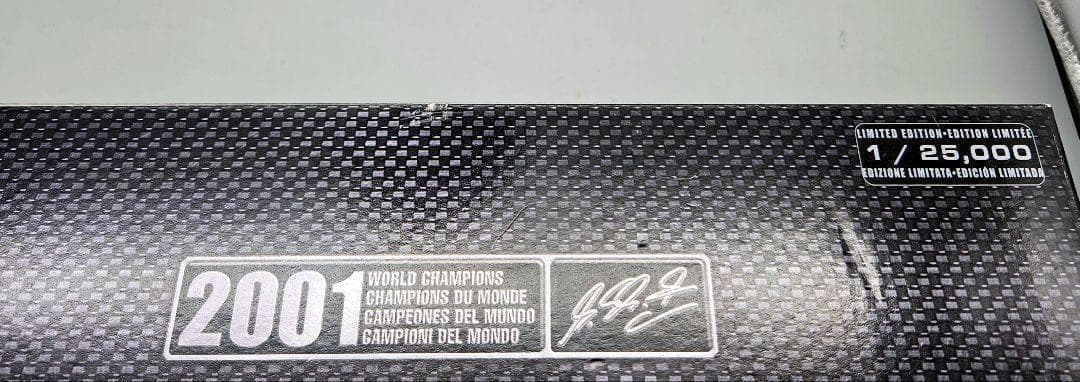 LIMITED EDITION•EDITION LIMITÉE
1 / 25,000
EDIZIONE LIMITATA•EDICIÓN LIMITADA
2001
WORLD CHAMPIONS
CHAMPIONS DU MONDE
CAMPEONES DEL MUNDO
CAMPIONI DEL MONDO